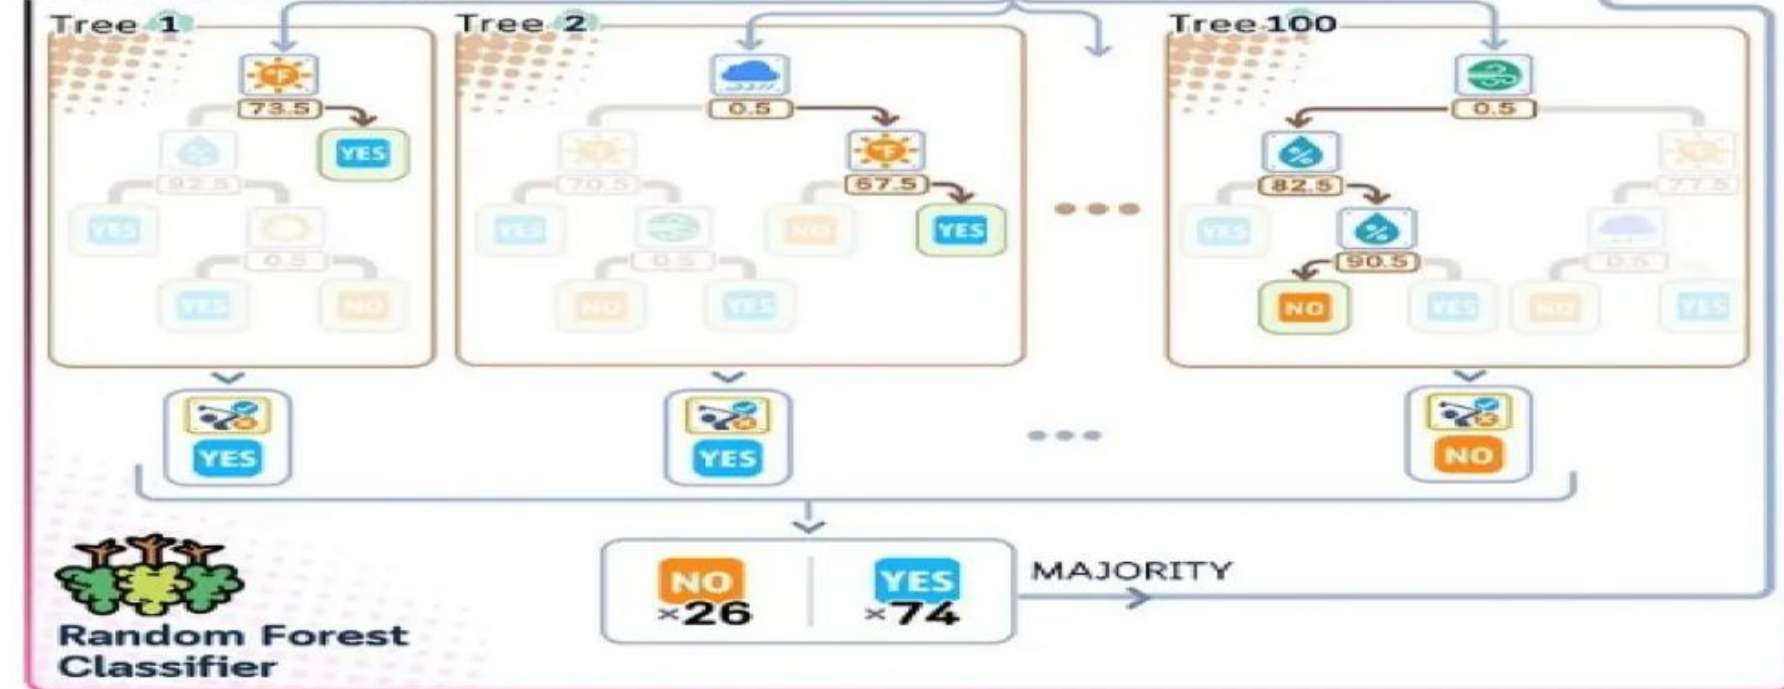 Tree 1
Tree 2
Tree 100
°F
73.5
0.5
0.5
YES
°F
%
92.5
70.5
67.5
82.5
77.5
YES
YES
NO
YES
YES
%
0.5
0.5
90.5
0.5
YES
NO
NO
YES
NO
YES
NO
YES
YES
YES
NO
NO
×26
YES
×74
MAJORITY
Random Forest
Classifier